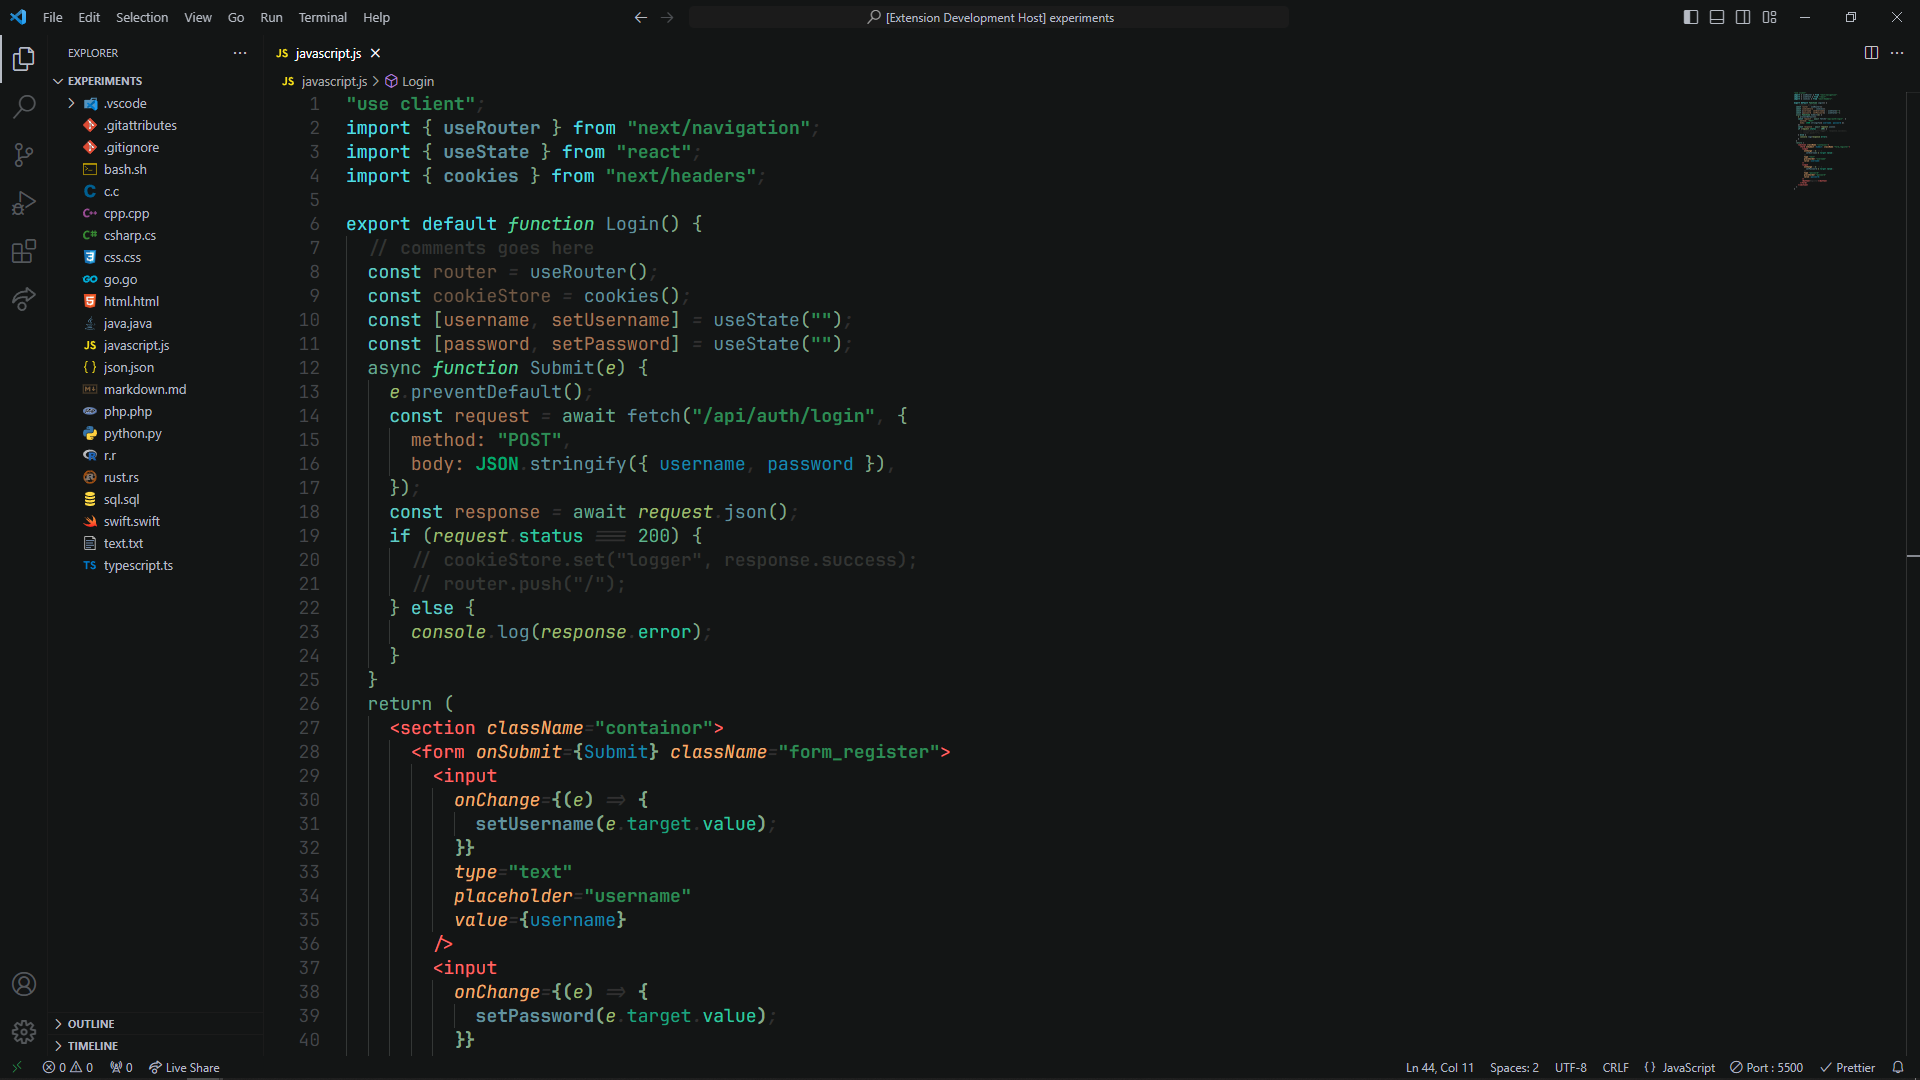 File Edit Selection View Go Run Terminal Help
[Extension Development Host] experiments
EXPLORER
EXPERIMENTS
.vscode
.gitattributes
.gitignore
bash.sh
c.c
cpp.cpp
csharp.cs
css.css
go.go
html.html
java.java
JS javascript.js
json.json
markdown.md
php.php
python.py
r.r
rust.rs
sql.sql
swift.swift
text.txt
TS typescript.ts
OUTLINE
TIMELINE
JS javascript.js
JS javascript.js > Login
1 "use client";
2 import { useRouter } from "next/navigation";
3 import { useState } from "react";
4 import { cookies } from "next/headers";
5
6 export default function Login() {
7 // comments goes here
8 const router = useRouter();
9 const cookieStore = cookies();
10 const [username, setUsername] = useState("");
11 const [password, setPassword] = useState("");
12 async function Submit(e) {
13 e.preventDefault();
14 const request = await fetch("/api/auth/login", {
15 method: "POST",
16 body: JSON.stringify({ username, password }),
17 });
18 const response = await request.json();
19 if (request.status === 200) {
20 // cookieStore.set("logger", response.success);
21 // router.push("/");
22 } else {
23 console.log(response.error);
24 }
25 }
26 return (
27 <section className="containor">
28 <form onSubmit={Submit} className="form_register">
29 <input
30 onChange={(e) => {
31 setUsername(e.target.value);
32 }}
33 type="text"
34 placeholder="username"
35 value={username}
36 />
37 <input
38 onChange={(e) => {
39 setPassword(e.target.value);
40 }}
0 0 0 Live Share
Ln 44, Col 11 Spaces: 2 UTF-8 CRLF { } JavaScript Port : 5500 Prettier